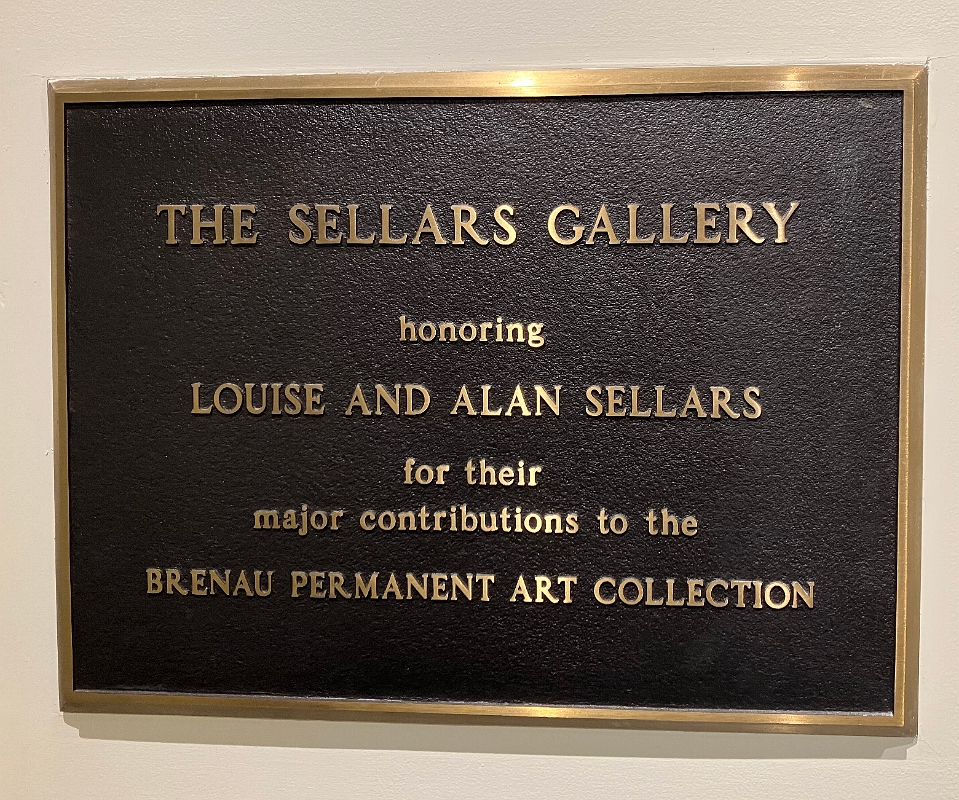 THE SELLARS GALLERY
honoring
LOUISE AND ALAN SELLARS
for their
major contributions to the
BRENAU PERMANENT ART COLLECTION